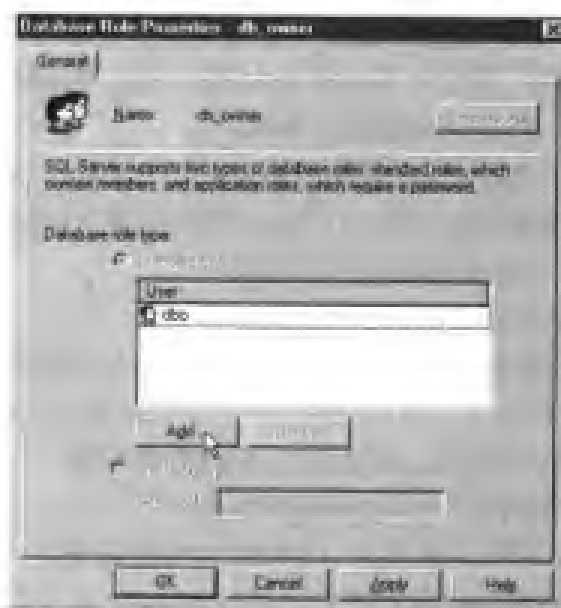 Database Role Properties - db_owner
General
Name: db_owner
SQL Server supports two types of database roles: standard roles, which
contain members, and application roles, which require a password.
Database role type:
User
dbo
Add
OK
Cancel
Apply
Help